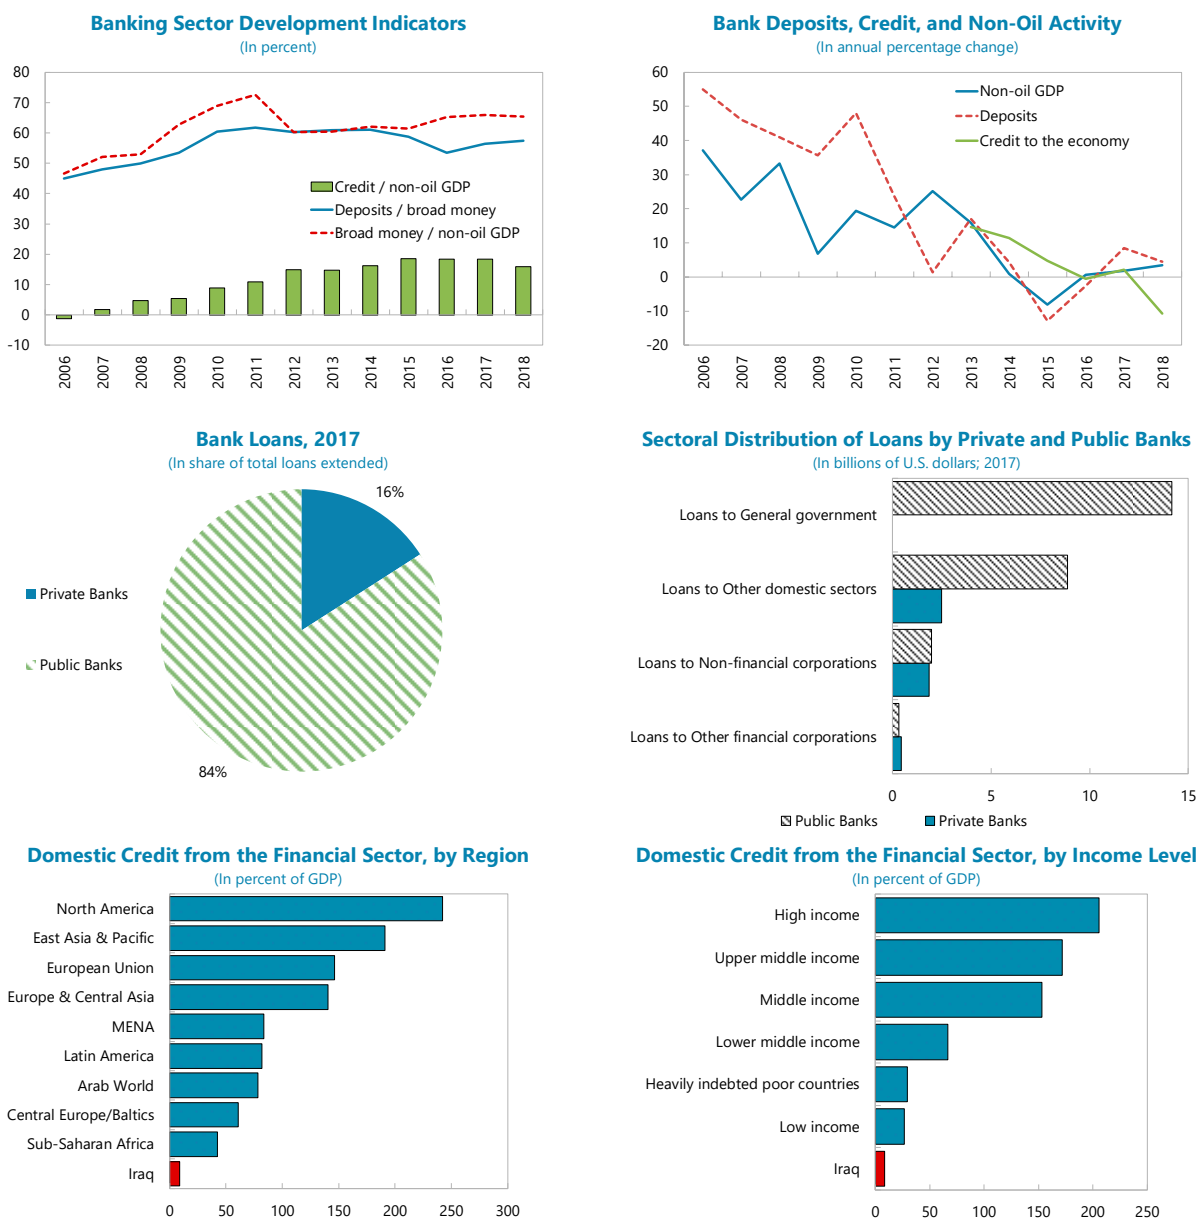 Banking Sector Development Indicators
(In percent)
80
70
60
50
40
30
20
10
0
-10
Credit / non-oil GDP
Deposits / broad money
Broad money / non-oil GDP
2006
2007
2008
2009
2010
2011
2012
2013
2014
2015
2016
2017
2018
Bank Deposits, Credit, and Non-Oil Activity
(In annual percentage change)
60
50
40
30
20
10
0
-10
-20
Non-oil GDP
Deposits
Credit to the economy
2006
2007
2008
2009
2010
2011
2012
2013
2014
2015
2016
2017
2018
Bank Loans, 2017
(In share of total loans extended)
16%
Private Banks
Public Banks
84%
Sectoral Distribution of Loans by Private and Public Banks
(In billions of U.S. dollars; 2017)
Loans to General government
Loans to Other domestic sectors
Loans to Non-financial corporations
Loans to Other financial corporations
0
5
10
15
Public Banks
Private Banks
Domestic Credit from the Financial Sector, by Region
(In percent of GDP)
North America
East Asia & Pacific
European Union
Europe & Central Asia
MENA
Latin America
Arab World
Central Europe/Baltics
Sub-Saharan Africa
Iraq
0
50
100
150
200
250
300
Domestic Credit from the Financial Sector, by Income Level
(In percent of GDP)
High income
Upper middle income
Middle income
Lower middle income
Heavily indebted poor countries
Low income
Iraq
0
50
100
150
200
250